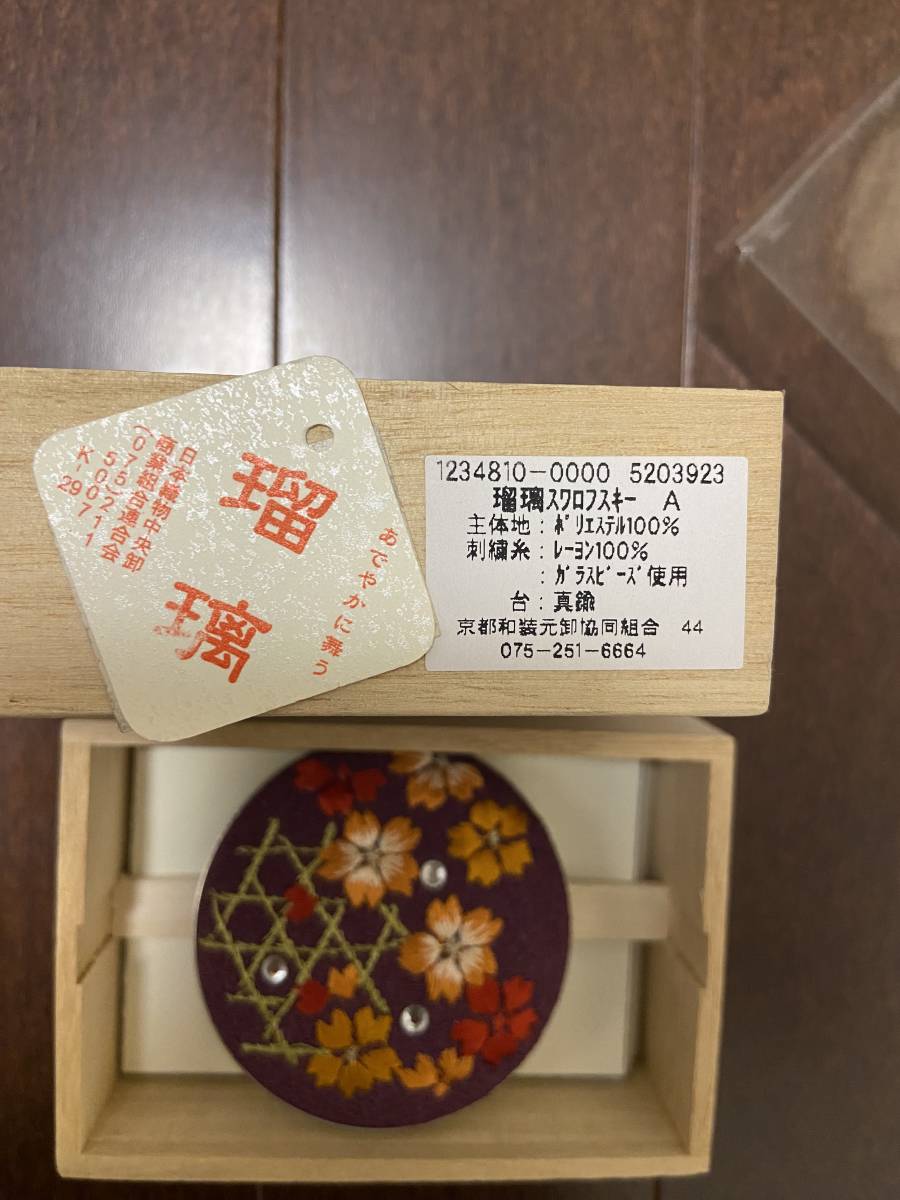 瑠璃
あでやかに舞う
日本織物中央卸
商業組合連合会
(075)211
5029071
K-2971
1234810-0000 5203923
瑠璃ｽﾜﾛﾌｽｷｰ A
主体地:ﾎﾟﾘｴｽﾃﾙ100%
刺繍糸:ﾚｰﾖﾝ100%
:ｶﾞﾗｽﾋﾞｰｽﾞ使用
台:真鍮
京都和装元卸協同組合 44
075-251-6664